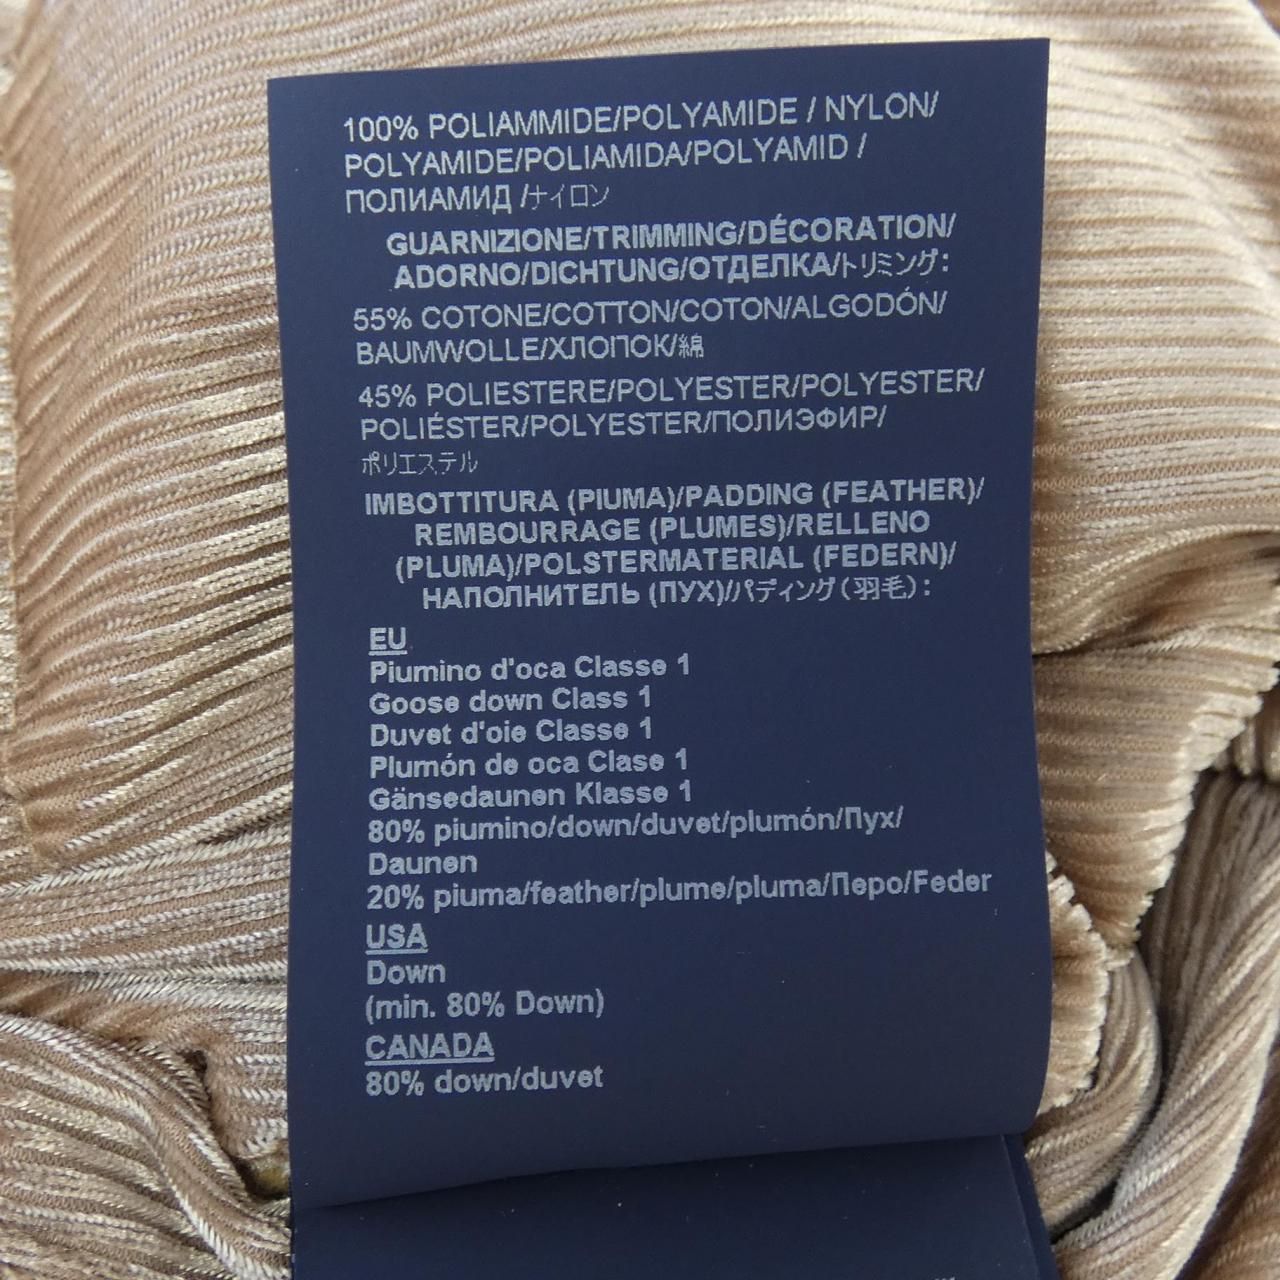 100% POLIAMMIDE/POLYAMIDE / NYLON/
POLYAMIDE/POLIAMIDA/POLYAMID /
ПОЛИАМИД /ナイロン
GUARNIZIONE/TRIMMING/DÉCORATION/
ADORNO/DICHTUNG/ОТДЕЛКА/トリミング:
55% COTONE/COTTON/COTON/ALGODÓN/
BAUMWOLLE/ХЛОПОК/綿
45% POLIESTERE/POLYESTER/POLYESTER/
POLIÉSTER/POLYESTER/ПОЛИЭФИР/
ポリエステル
IMBOTTITURA (PIUMA)/PADDING (FEATHER)/
REMBOURRAGE (PLUMES)/RELLENO
(PLUMA)/POLSTERMATERIAL (FEDERN)/
НАПОЛНИТЕЛЬ (ПУХ)/パディング(羽毛):
EU
Piumino d'oca Classe 1
Goose down Class 1
Duvet d'oie Classe 1
Plumón de oca Clase 1
Gänsedaunen Klasse 1
80% piumino/down/duvet/plumón/Пух/
Daunen
20% piuma/feather/plume/pluma/Перо/Feder
USA
Down
(min. 80% Down)
CANADA
80% down/duvet